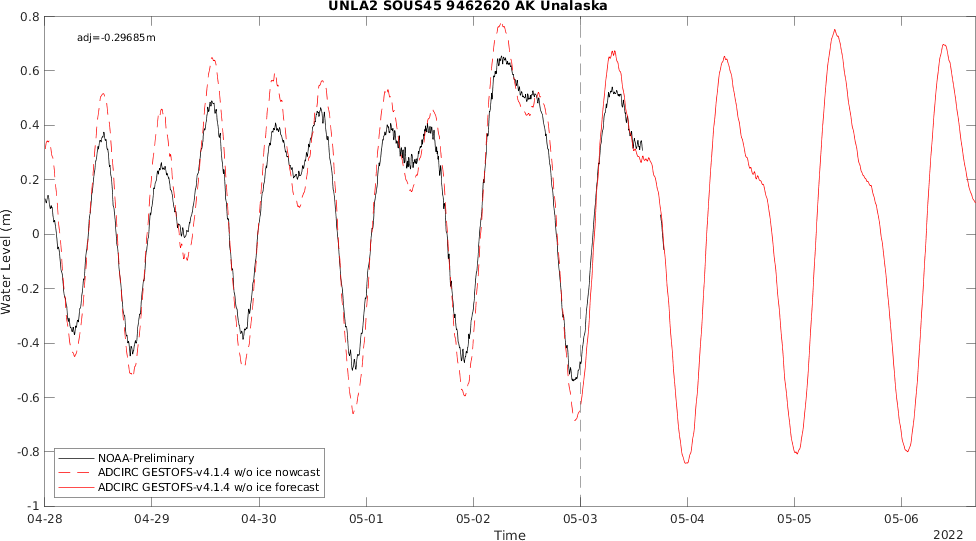 UNLA2 SOUS45 9462620 AK Unalaska
adj=-0.29685m
0.8
0.6
0.4
0.2
0
-0.2
-0.4
-0.6
-0.8
-1
Water Level (m)
NOAA-Preliminary
ADCIRC GESTOFS-v4.1.4 w/o ice nowcast
ADCIRC GESTOFS-v4.1.4 w/o ice forecast
04-28 04-29 04-30 05-01 05-02 05-03 05-04 05-05 05-06
Time
2022